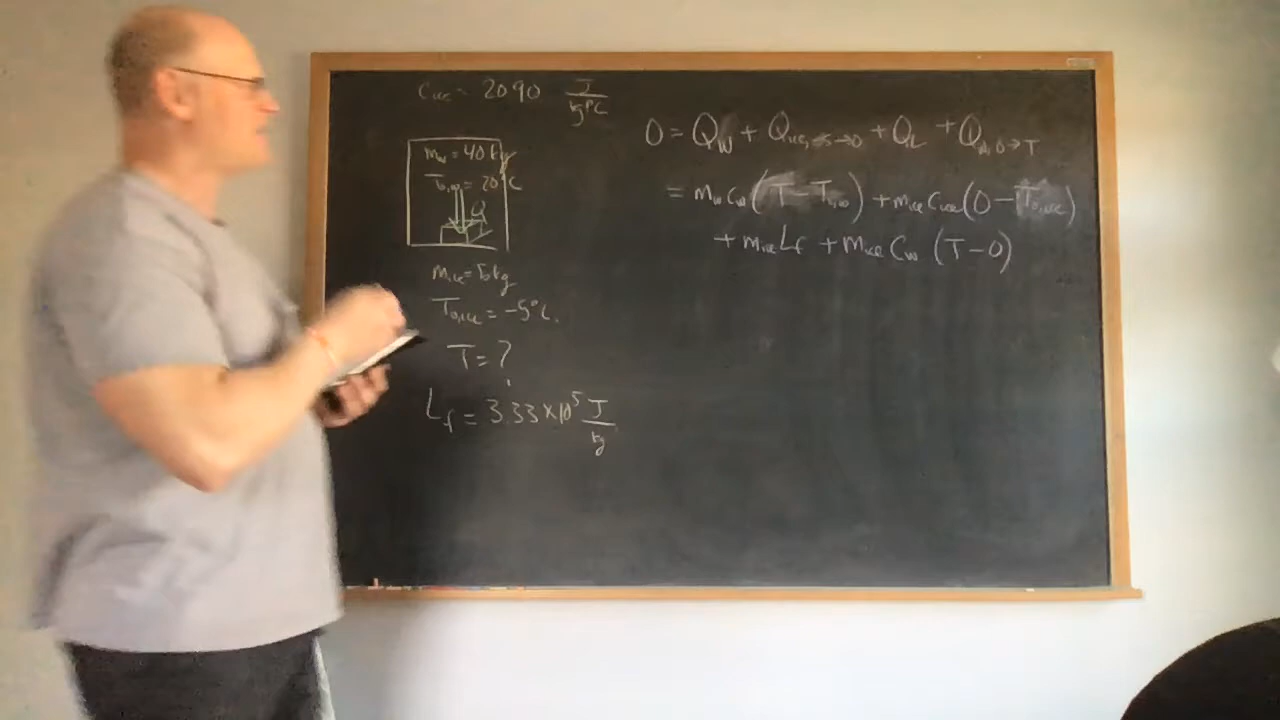 C_ice = 2090 J/kg°C
m_w = 40 kg
T_0,w = 20°C
Q
m_ice = 5 kg
T_0,ice = -5°C.
T = ?
L_f = 3.33 × 10^5 J/kg
0 = Q_W + Q_ice, -5→0 + Q_L + Q_ 0→T
= m_w C_w (T - T_0,w) + m_ice C_ice (0 - T_0,ice)
+ m_ice L_f + m_ice C_w (T - 0)